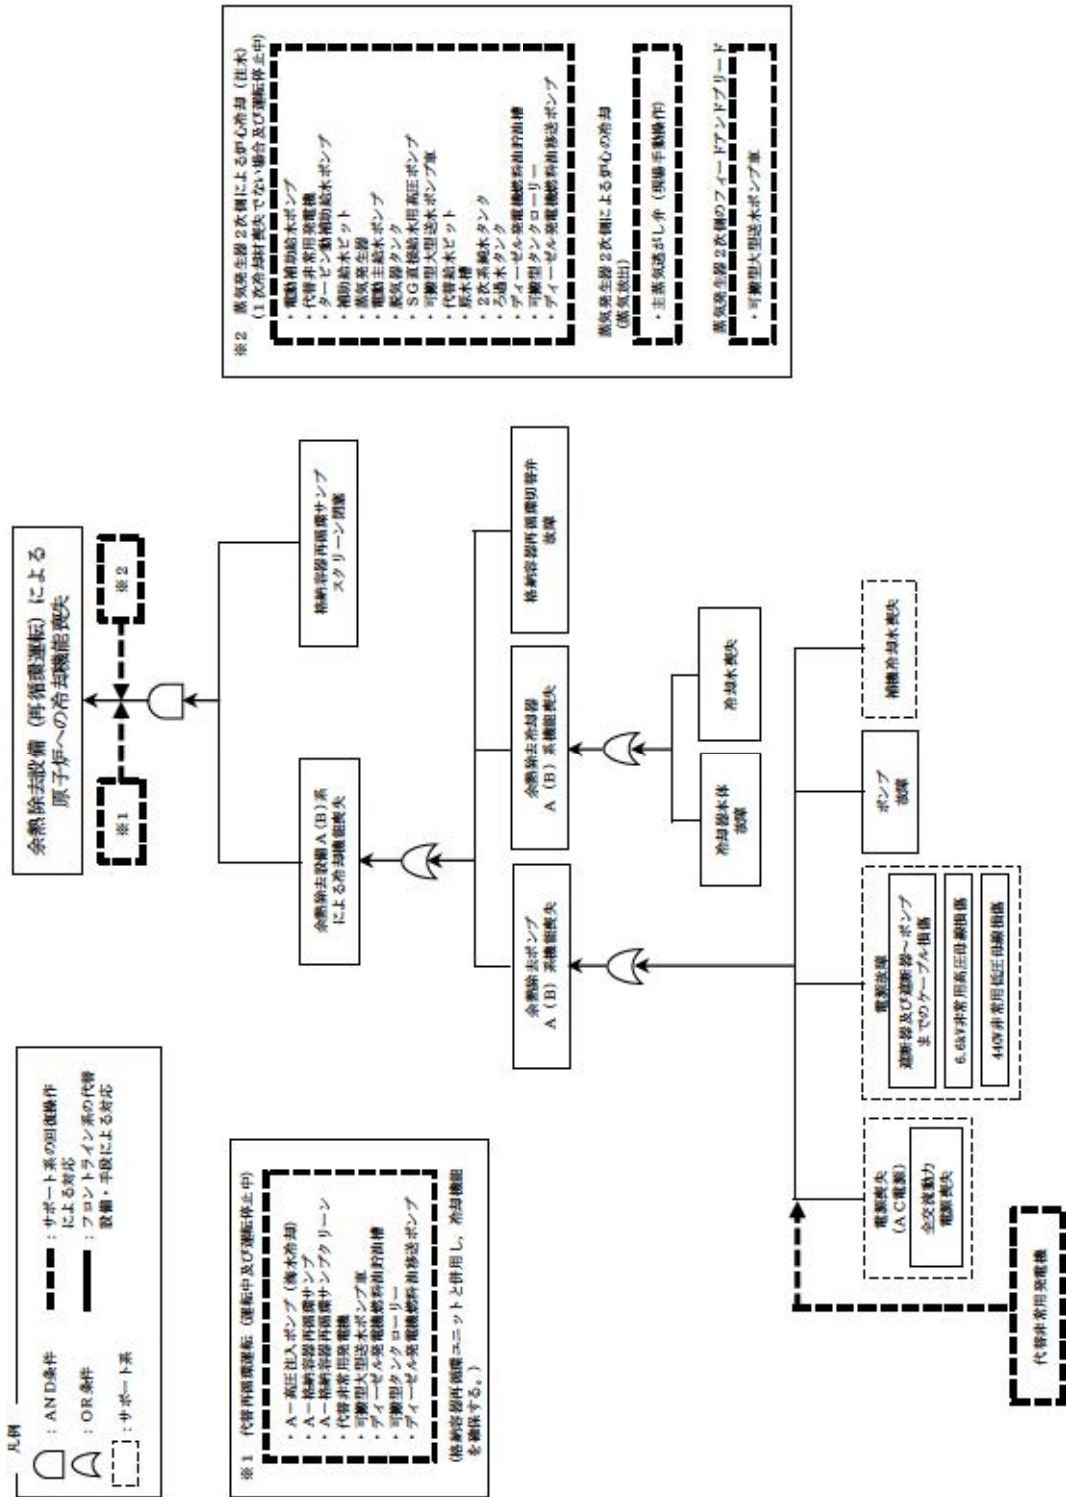 凡例
：AND条件
：OR条件
：サポート系
：サポート系の回復操作
による対応
：フロントライン系の代替
設備・手段による対応
余熱除去設備（再循環運転）による
原子炉への冷却機能喪失
※1
※2
余熱除去設備A(B)系
による冷却機能喪失
格納容器再循環サンプ
スクリーン閉塞
余熱除去ポンプ
A(B)系機能喪失
余熱除去冷却器
A(B)系機能喪失
格納容器再循環切替弁
故障
冷却器本体
故障
冷却水喪失
電源喪失
(AC電源)
全交流動力
電源喪失
電源故障
遮断器及び遮断器～ポンプ
までのケーブル損傷
6.6kV非常用高圧母線損傷
440V非常用低圧母線損傷
ポンプ
故障
補機冷却水喪失
代替非常用発電機
※1　代替再循環運転（運転中及び運転停止中）
・A－高圧注入ポンプ（海水冷却）
・A－格納容器再循環サンプ
・A－格納容器再循環サンプスクリーン
・代替非常用発電機
・可搬型大型送水ポンプ車
・ディーゼル発電機燃料油貯油槽
・可搬型タンクローリー
・ディーゼル発電機燃料油移送ポンプ
(格納容器再循環ユニットと併用し、冷却機能
を確保する。)
※2　蒸気発生器2次側による炉心冷却（注水）
(1次冷却材喪失でない場合及び運転停止中)
・電動補助給水ポンプ
・代替非常用発電機
・タービン動補助給水ポンプ
・補助給水ピット
・蒸気発生器
・電動主給水ポンプ
・脱気器タンク
・SG直接給水用高圧ポンプ
・可搬型大型送水ポンプ車
・代替給水ピット
・原水槽
・2次系純水タンク
・ろ過水タンク
・ディーゼル発電機燃料油貯油槽
・可搬型タンクローリー
・ディーゼル発電機燃料油移送ポンプ
蒸気発生器2次側による炉心の冷却
(蒸気放出)
・主蒸気逃がし弁（現場手動操作）
蒸気発生器2次側のフィードアンドブリード
・可搬型大型送水ポンプ車